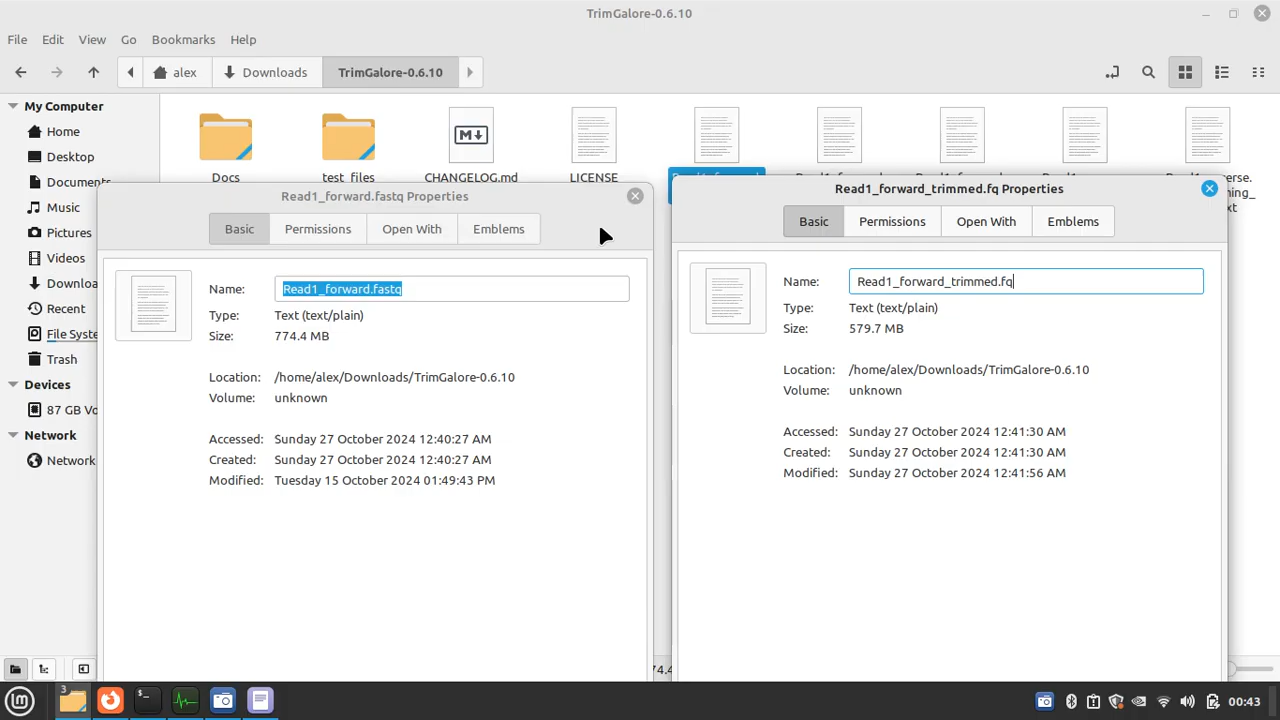 TrimGalore-0.6.10
File Edit View Go Bookmarks Help
alex Downloads TrimGalore-0.6.10
My Computer
Home
Desktop
Documents
Music
Pictures
Videos
Recent
Trash
Devices
87 GB
Network
Network
Docs test_files CHANGELOG.md LICENSE
Read1_forward.fastq Properties
Basic Permissions Open With Emblems
Name: Read1_forward.fastq
Type: Text (text/plain)
Size: 774.4 MB
Location: /home/alex/Downloads/TrimGalore-0.6.10
Volume: unknown
Accessed: Sunday 27 October 2024 12:40:27 AM
Created: Sunday 27 October 2024 12:40:27 AM
Modified: Tuesday 15 October 2024 01:49:43 PM
Read1_forward_trimmed.fq Properties
Basic Permissions Open With Emblems
Name: Read1_forward_trimmed.fq
Type: Text (text/plain)
Size: 579.7 MB
Location: /home/alex/Downloads/TrimGalore-0.6.10
Volume: unknown
Accessed: Sunday 27 October 2024 12:41:30 AM
Created: Sunday 27 October 2024 12:41:30 AM
Modified: Sunday 27 October 2024 12:41:56 AM
3
00:43